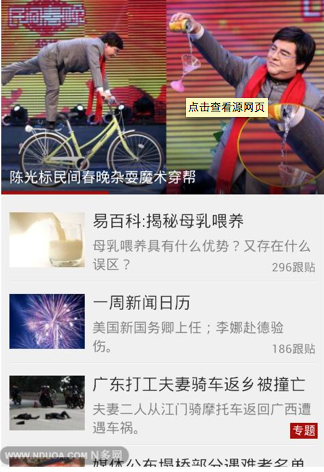 民间春晚
点击查看源网页
陈光标民间春晚杂耍魔术穿帮
易百科:揭秘母乳喂养
母乳喂养具有什么优势？又存在什么
误区？
296跟贴
一周新闻日历
美国新国务卿上任；李娜赴德验
伤。
186跟贴
广东打工夫妻骑车返乡被撞亡
夫妻二人从江门骑摩托车返回广西遭
遇车祸。
专题
WWW.NDUOA.COM N多网
媒体公布塌桥部分遇难者名单